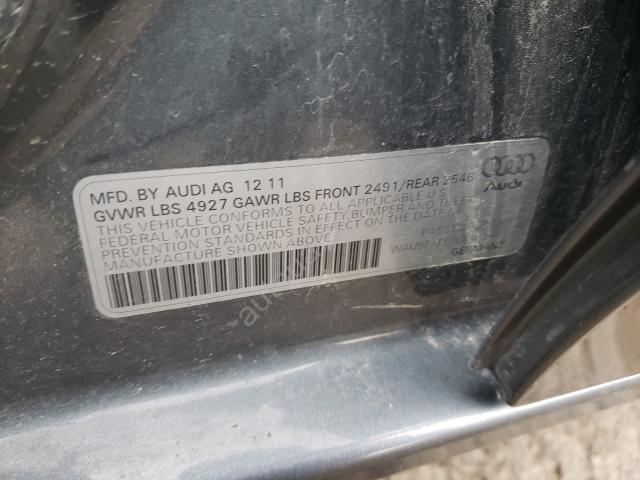 MFD. BY AUDI AG 12 11
GVWR LBS 4927 GAWR LBS FRONT 2491/REAR 2546
THIS VEHICLE CONFORMS TO ALL APPLICABLE U.S.
FEDERAL MOTOR VEHICLE SAFETY, BUMPER AND THEFT
PREVENTION STANDARDS IN EFFECT ON THE DATE OF
MANUFACTURE SHOWN ABOVE
GERMANY
Audi